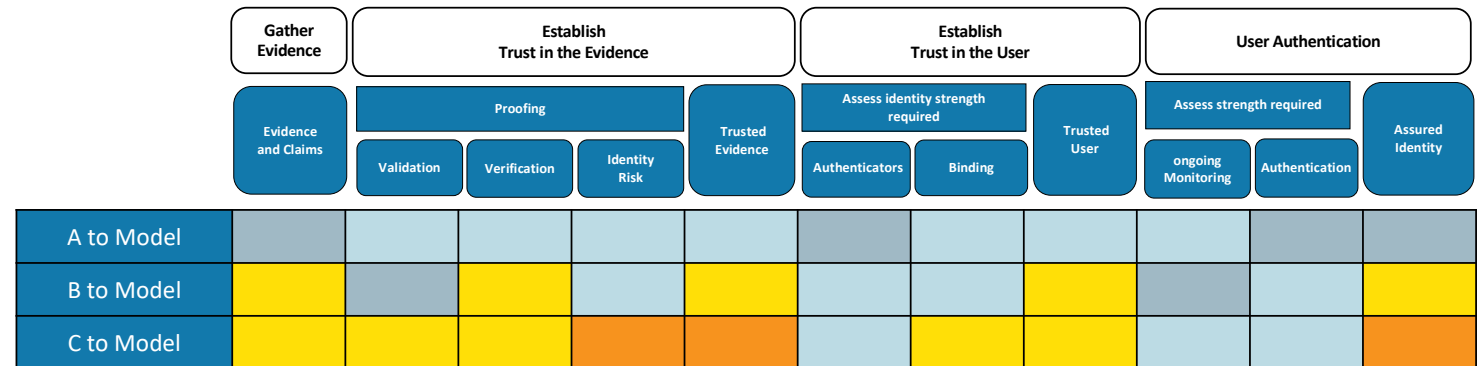 Gather
Evidence
Establish
Trust in the Evidence
Establish
Trust in the User
User Authentication
Evidence
and Claims
Proofing
Validation
Verification
Identity
Risk
Trusted
Evidence
Assess identity strength
required
Authenticators
Binding
Trusted
User
Assess strength required
ongoing
Monitoring
Authentication
Assured
Identity
A to Model
B to Model
C to Model